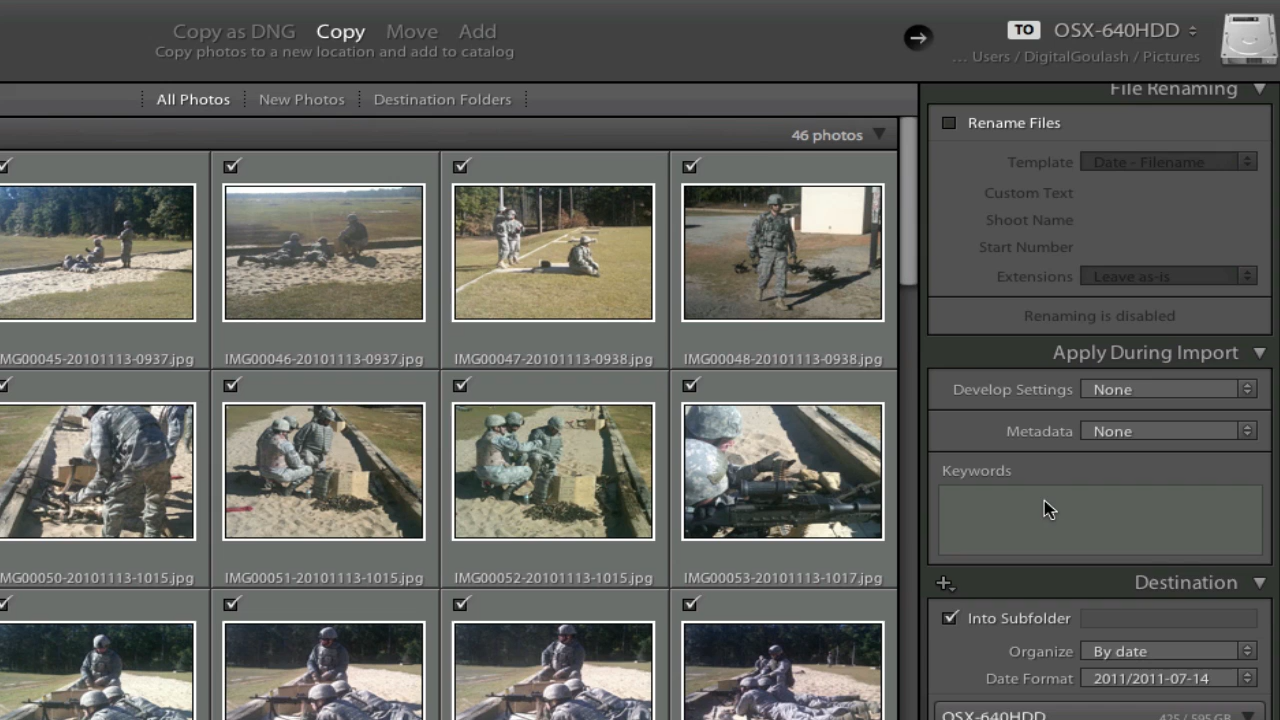 Copy as DNG Copy Move Add
Copy photos to a new location and add to catalog
TO OSX-640HDD
... Users / DigitalGoulash / Pictures
All Photos New Photos Destination Folders
46 photos
MG00045-20101113-0937.jpg IMG00046-20101113-0937.jpg IMG00047-20101113-0938.jpg IMG00048-20101113-0938.jpg
MG00050-20101113-1015.jpg IMG00051-20101113-1015.jpg IMG00052-20101113-1015.jpg IMG00053-20101113-1017.jpg
File Renaming
Rename Files
Template Date - Filename
Custom Text
Shoot Name
Start Number
Extensions Leave as-is
Renaming is disabled
Apply During Import
Develop Settings None
Metadata None
Keywords
Destination
Into Subfolder
Organize By date
Date Format 2011/2011-07-14
OSX-640HDD 425 / 595 GB